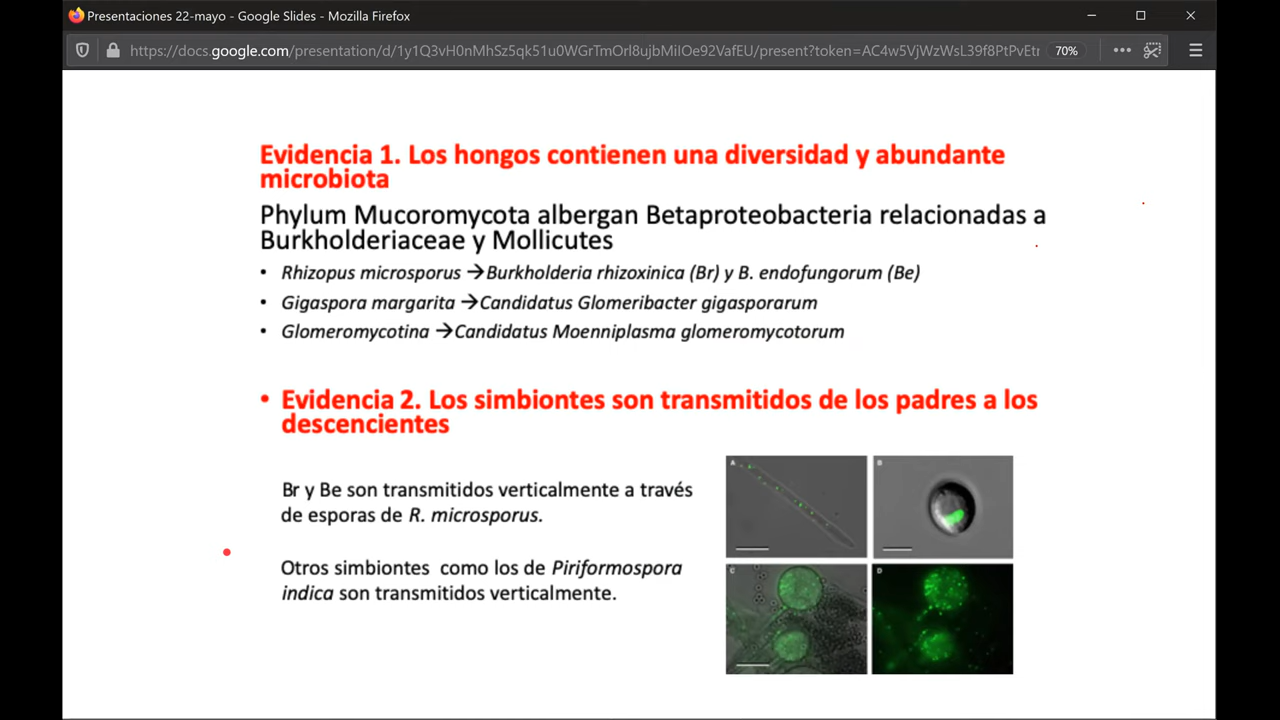 Presentaciones 22-mayo - Google Slides - Mozilla Firefox
https://docs.google.com/presentation/d/1y1Q3vH0nMhSz5qk51u0WGrTmOrI8ujbMiIOe92VafEU/present?token=AC4w5VjWzWsL39f8PtPvEtr
70%
Evidencia 1. Los hongos contienen una diversidad y abundante
microbiota
Phylum Mucoromycota albergan Betaproteobacteria relacionadas a
Burkholderiaceae y Mollicutes
• Rhizopus microsporus →Burkholderia rhizoxinica (Br) y B. endofungorum (Be)
• Gigaspora margarita →Candidatus Glomeribacter gigasporarum
• Glomeromycotina →Candidatus Moenniplasma glomeromycotorum
• Evidencia 2. Los simbiontes son transmitidos de los padres a los
descencientes
Br y Be son transmitidos verticalmente a través
de esporas de R. microsporus.
Otros simbiontes como los de Piriformospora
indica son transmitidos verticalmente.
A
B
C
D